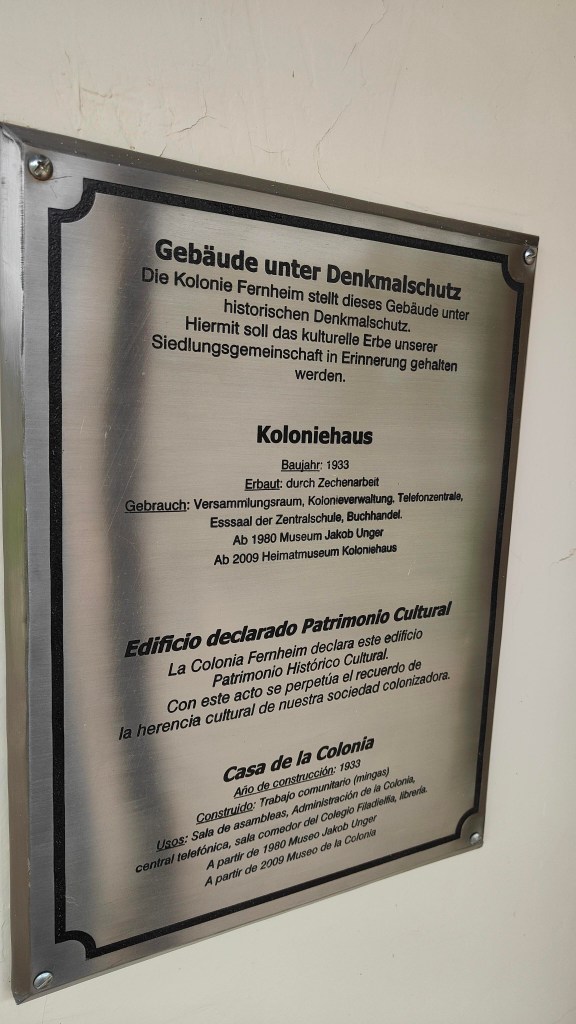 Gebäude unter Denkmalschutz
Die Kolonie Fernheim stellt dieses Gebäude unter
historischen Denkmalschutz.
Hiermit soll das kulturelle Erbe unserer
Siedlungsgemeinschaft in Erinnerung gehalten
werden.
Koloniehaus
Baujahr: 1933
Erbaut: durch Zechenarbeit
Gebrauch: Versammlungsraum, Kolonieverwaltung, Telefonzentrale,
Esssaal der Zentralschule, Buchhandel.
Ab 1980 Museum Jakob Unger
Ab 2009 Heimatmuseum Koloniehaus
Edificio declarado Patrimonio Cultural
La Colonia Fernheim declara este edificio
Patrimonio Histórico Cultural.
Con este acto se perpetúa el recuerdo de
la herencia cultural de nuestra sociedad colonizadora.
Casa de la Colonia
Año de construcción: 1933
Construido: Trabajo comunitario (mingas)
Usos: Sala de asambleas, Administración de la Colonia,
central telefónica, sala comedor del Colegio Filadielfia, librería.
A partir de 1980 Museo Jakob Unger
A partir de 2009 Museo de la Colonia